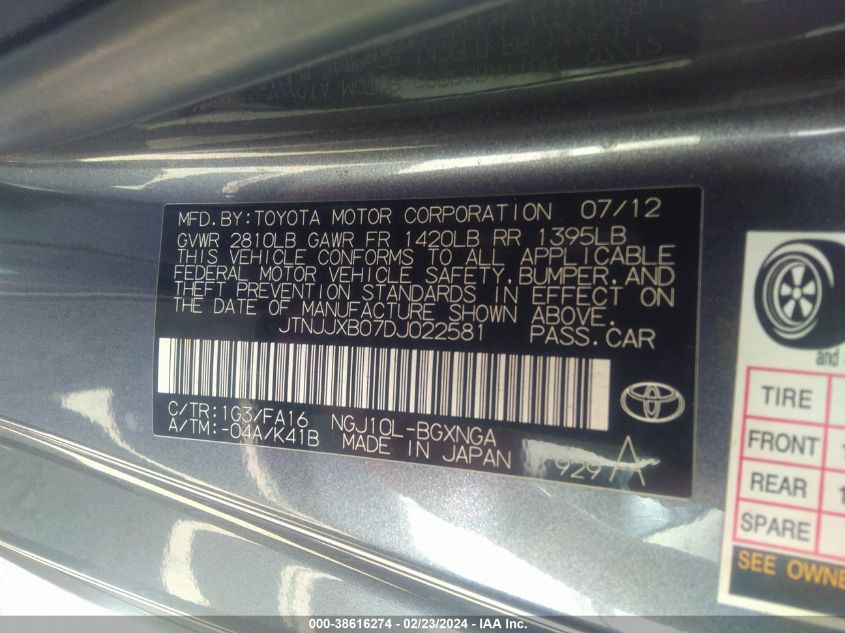 MFD.BY:TOYOTA MOTOR CORPORATION 07/12
GVWR 2810LB GAWR FR 1420LB RR 1395LB
THIS VEHICLE CONFORMS TO ALL APPLICABLE
FEDERAL MOTOR VEHICLE SAFETY,BUMPER,AND
THEFT PREVENTION STANDARDS IN EFFECT ON
THE DATE OF MANUFACTURE SHOWN ABOVE.
JTNJJXB07DJ022581 PASS.CAR
C/TR:1G3/FA16 NGJ10L-BGXNGA
A/TM:-04A/K41B MADE IN JAPAN
929 A
and
TIRE
FRONT
REAR
SPARE
SEE OWNE
000-38616274 - 02/23/2024 - IAA Inc.